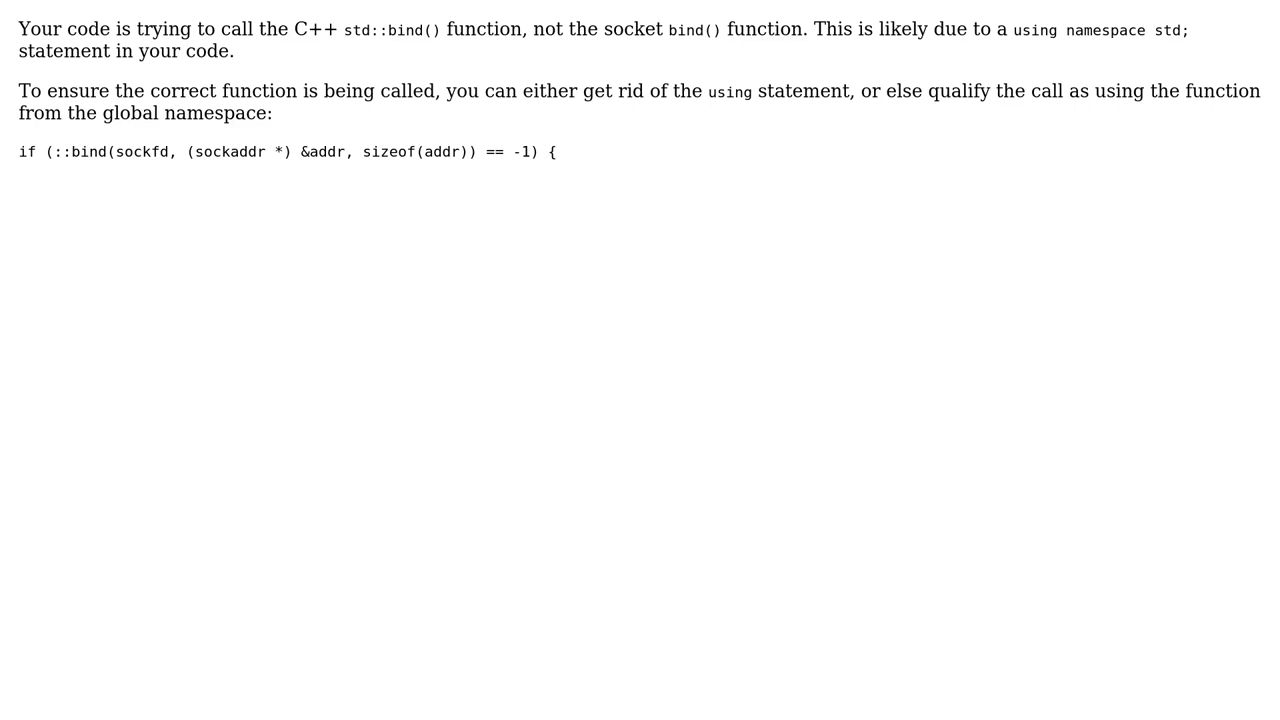 Your code is trying to call the C++ std::bind() function, not the socket bind() function. This is likely due to a using namespace std;
statement in your code.
To ensure the correct function is being called, you can either get rid of the using statement, or else qualify the call as using the function
from the global namespace:
if (::bind(sockfd, (sockaddr *) &addr, sizeof(addr)) == -1) {